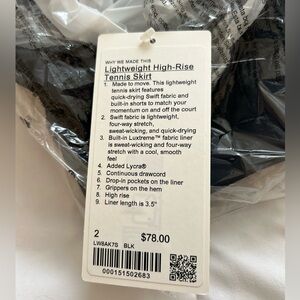 WHY WE MADE THIS
Lightweight High-Rise
Tennis Skirt
1. Made to move. This lightweight
tennis skirt features
quick-drying Swift fabric and
built-in shorts to match your
momentum on and off the court
2. Swift fabric is lightweight,
four-way stretch,
sweat-wicking, and quick-drying
3. Built-in Luxtreme™ fabric liner
is sweat-wicking and four-way
stretch with a cool, smooth
feel
4. Added Lycra®
5. Continuous drawcord
6. Drop-in pockets on the liner
7. Grippers on the hem
8. High rise
9. Liner length is 3.5"
2 $78.00
LW8AK7S BLK
000151502683